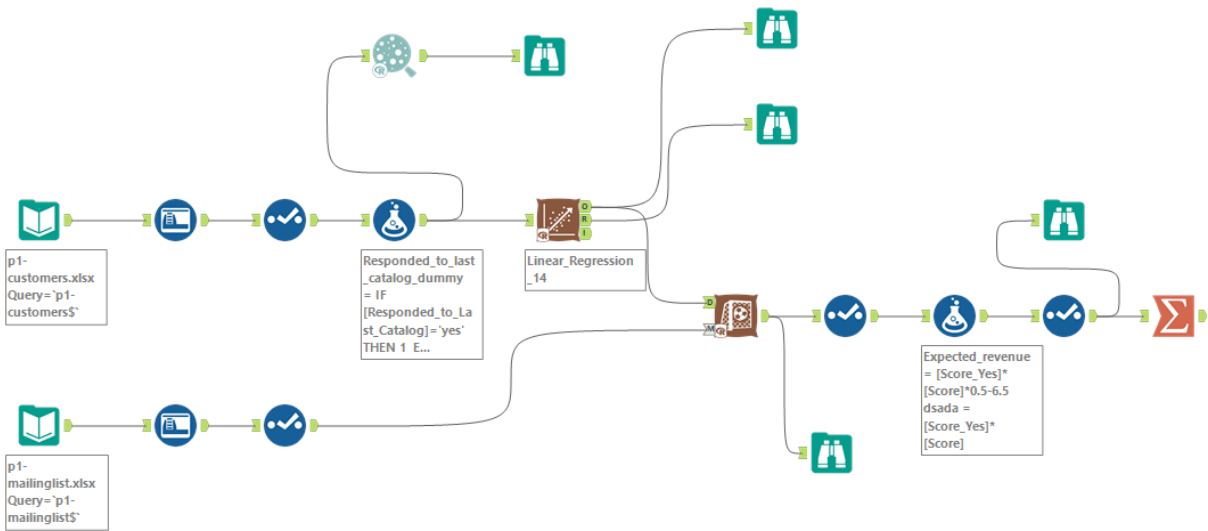 p1-
customers.xlsx
Query=`p1-
customers$`
Responded_to_last
_catalog_dummy
= IF
[Responded_to_La
st_Catalog]='yes'
THEN 1 E...
O
R
I
Linear_Regression
_14
D
M
Expected_revenue
= [Score_Yes]*
[Score]*0.5-6.5
dsada =
[Score_Yes]*
[Score]
p1-
mailinglist.xlsx
Query=`p1-
mailinglist$`